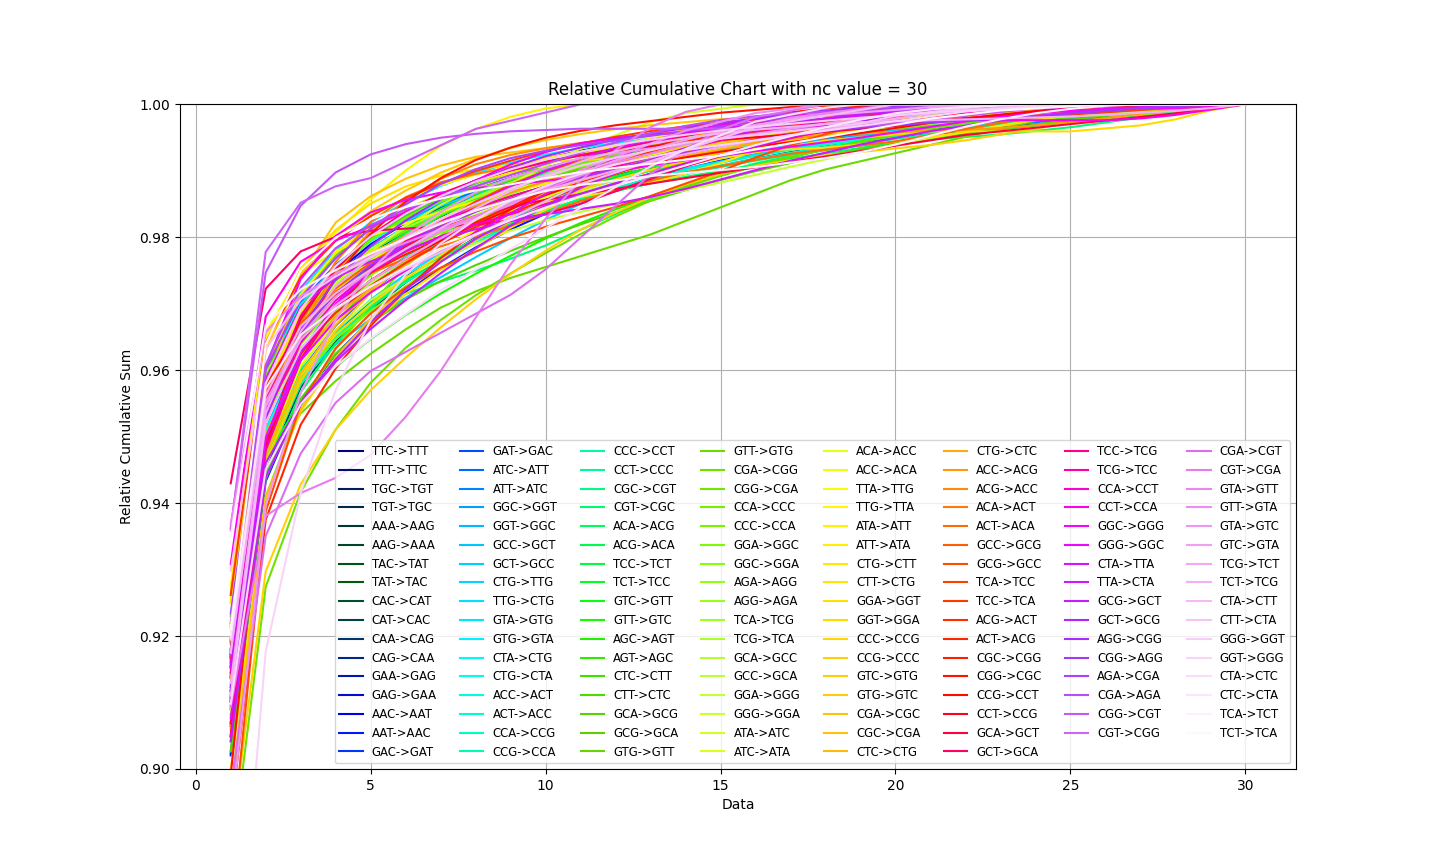 Relative Cumulative Chart with nc value = 30
1.00
0.98
0.96
0.94
0.92
0.90
Relative Cumulative Sum
TTC->TTT GAT->GAC CCC->CCT GTT->GTG ACA->ACC CTG->CTC TCC->TCG CGA->CGT
TTT->TTC ATC->ATT CCT->CCC CGA->CGG ACC->ACA ACC->ACG TCG->TCC CGT->CGA
TGC->TGT ATT->ATC CGC->CGT CGG->CGA TTA->TTG ACG->ACC CCA->CCT GTA->GTT
TGT->TGC GGC->GGT CGT->CGC CCA->CCC TTG->TTA ACA->ACT CCT->CCA GTT->GTA
AAA->AAG GGT->GGC ACA->ACG CCC->CCA ATA->ATT ACT->ACA GGC->GGG GTA->GTC
AAG->AAA GCC->GCT ACG->ACA GGA->GGC ATT->ATA GCC->GCG GGG->GGC GTC->GTA
TAC->TAT GCT->GCC TCC->TCT GGC->GGA CTG->CTT GCG->GCC CTA->TTA TCG->TCT
TAT->TAC CTG->TTG TCT->TCC AGA->AGG CTT->CTG TCA->TCC TTA->CTA TCT->TCG
CAC->CAT TTG->CTG GTC->GTT AGG->AGA GGA->GGT TCC->TCA GCG->GCT CTA->CTT
CAT->CAC GTA->GTG GTT->GTC TCA->TCG GGT->GGA ACG->ACT GCT->GCG CTT->CTA
CAA->CAG GTG->GTA AGC->AGT TCG->TCA CCC->CCG ACT->ACG AGG->CGG GGG->GGT
CAG->CAA CTA->CTG AGT->AGC GCA->GCC CCG->CCC CGC->CGG CGG->AGG GGT->GGG
GAA->GAG CTG->CTA CTC->CTT GCC->GCA GTC->GTG CGG->CGC AGA->CGA CTA->CTC
GAG->GAA ACC->ACT CTT->CTC GGA->GGG GTG->GTC CCG->CCT CGA->AGA CTC->CTA
AAC->AAT ACT->ACC GCA->GCG GGG->GGA CGA->CGC CCT->CCG CGG->CGT TCA->TCT
AAT->AAC CCA->CCG GCG->GCA ATA->ATC CGC->CGA GCA->GCT CGT->CGG TCT->TCA
GAC->GAT CCG->CCA GTG->GTT ATC->ATA CTC->CTG GCT->GCA
0 5 10 15 20 25 30
Data